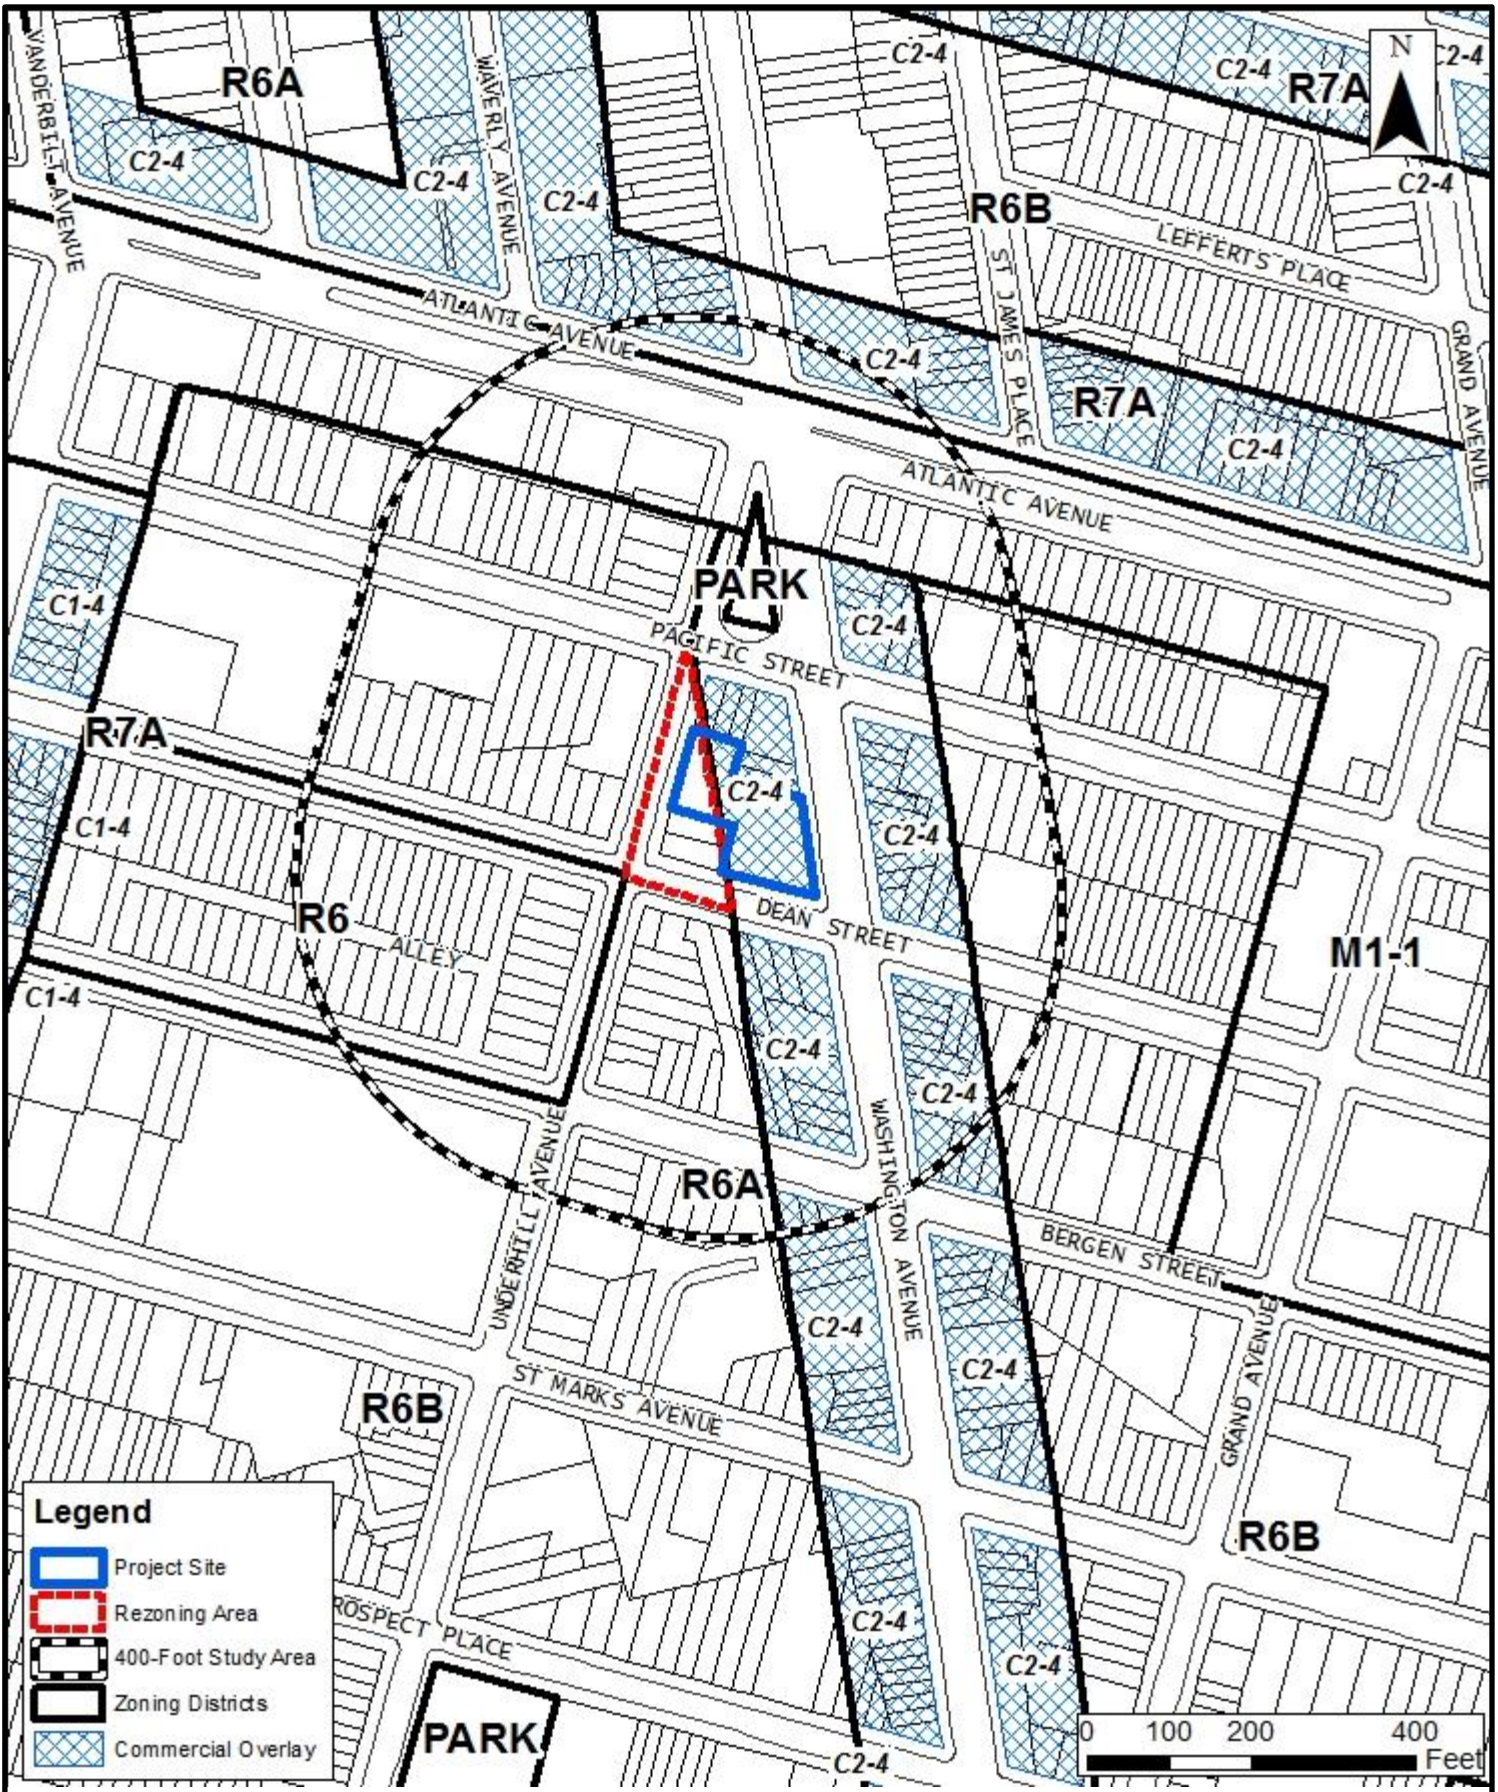 N
C2-4
C2-4
C2-4
R7A
R6A
VANDERBILT AVENUE
WAVERLY AVENUE
C2-4
C2-4
C2-4
C2-4
R6B
LEFFERTS PLACE
ST JAMES PLACE
ATLANTIC AVENUE
C2-4
GRAND AVENUE
R7A
C2-4
ATLANTIC AVENUE
PARK
C1-4
C2-4
PACIFIC STREET
R7A
C2-4
C1-4
C2-4
R6
DEAN STREET
ALLEY
M1-1
C1-4
C2-4
C2-4
WASHINGTON AVENUE
UNDERHILL AVENUE
R6A
BERGEN STREET
C2-4
C2-4
GRAND AVENUE
ST MARKS AVENUE
R6B
R6B
ROSPECT PLACE
C2-4
C2-4
PARK
C2-4
Legend
Project Site
Rezoning Area
400-Foot Study Area
Zoning Districts
Commercial Overlay
0 100 200 400
Feet